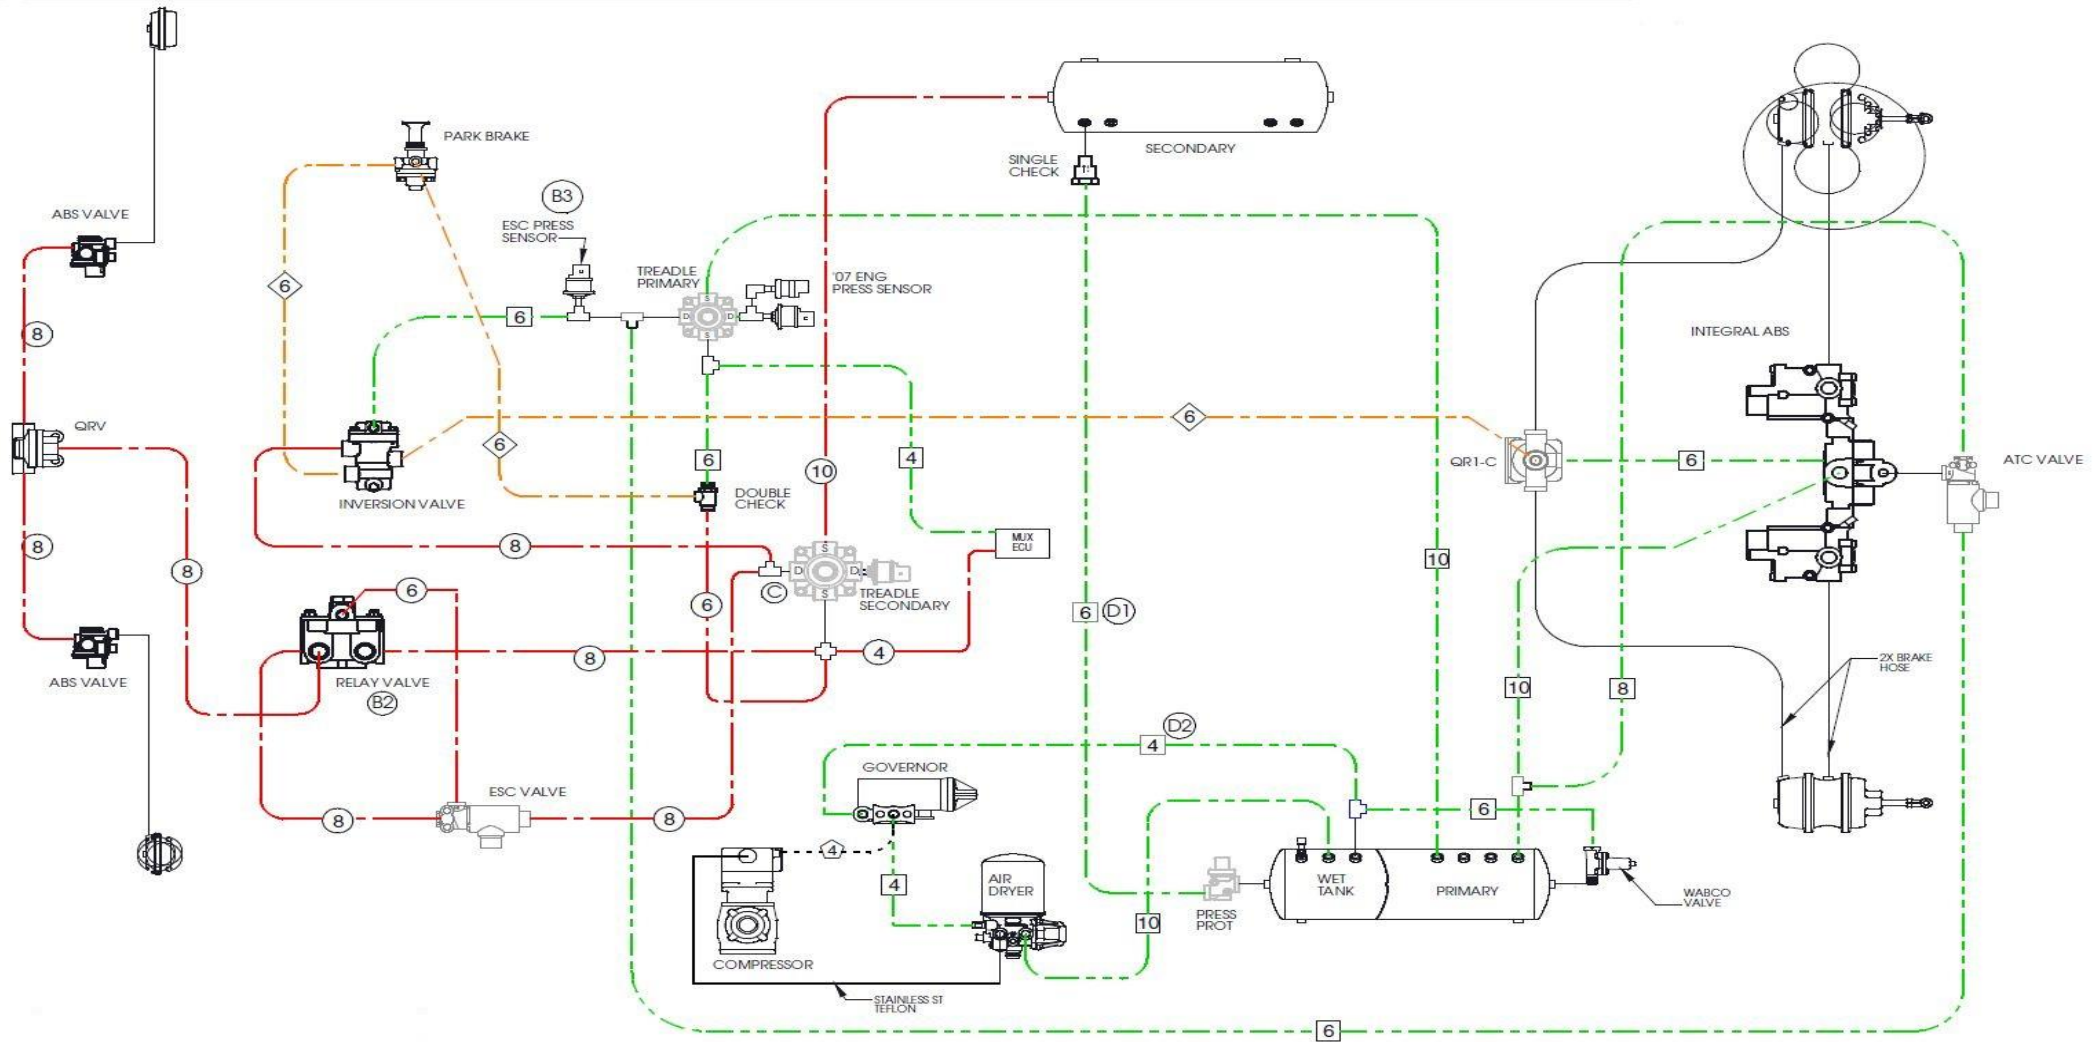 PARK BRAKE
B3
ESC PRESS
SENSOR
SINGLE
CHECK
SECONDARY
ABS VALVE
TREADLE
PRIMARY
'07 ENG
PRESS SENSOR
S
D
D
S
6
6
8
INTEGRAL ABS
QRV
6
6
6
4
10
6
QR1-C
6
ATC VALVE
INVERSION VALVE
DOUBLE
CHECK
8
8
8
MUX
ECU
S
D
D
S
C
TREADLE
SECONDARY
10
6
6
6
D1
8
8
4
10
8
ABS VALVE
RELAY VALVE
B2
2X BRAKE
HOSE
D2
4
GOVERNOR
ESC VALVE
8
8
6
4
4
AIR
DRYER
WET
TANK
PRIMARY
WABCO
VALVE
PRESS
PROT
10
COMPRESSOR
STAINLESS ST
TEFLON
6